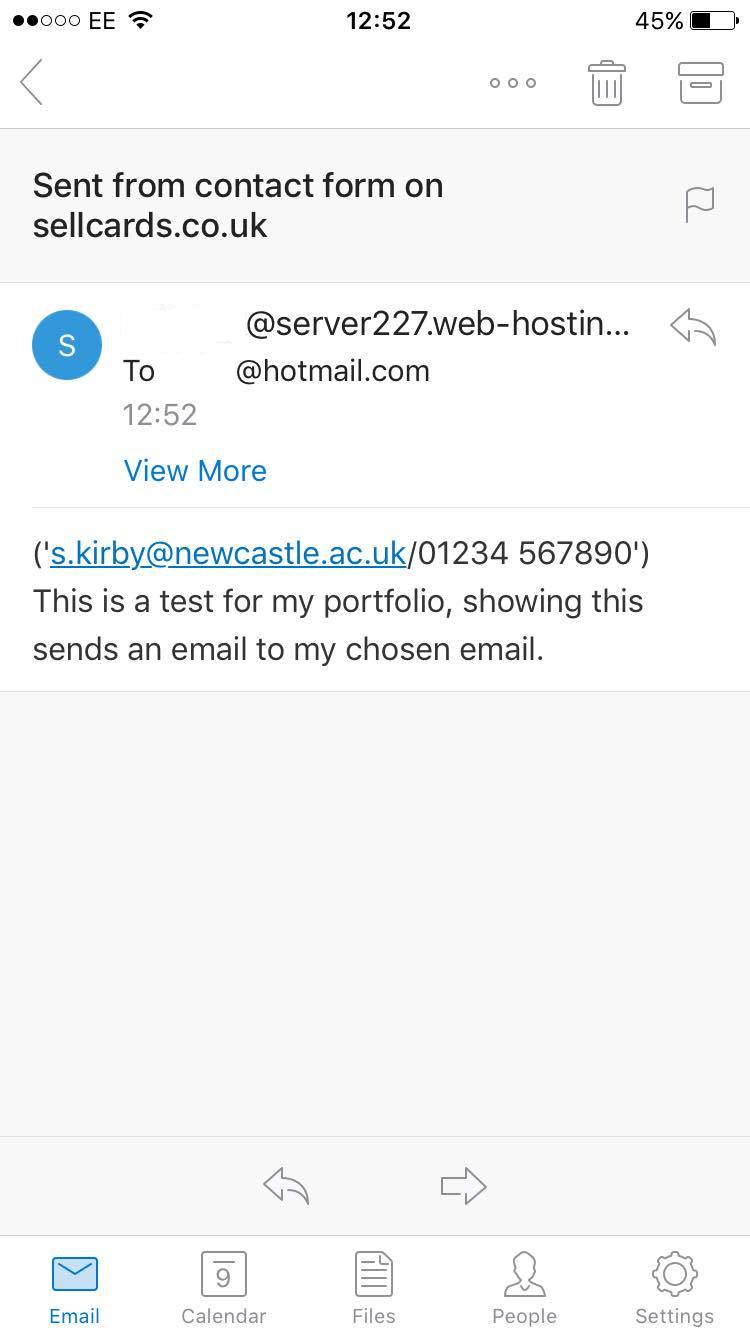 EE 12:52 45%
Sent from contact form on
sellcards.co.uk
S
@server227.web-hostin...
To @hotmail.com
12:52
View More
('s.kirby@newcastle.ac.uk/01234 567890')
This is a test for my portfolio, showing this
sends an email to my chosen email.
9
Email Calendar Files People Settings